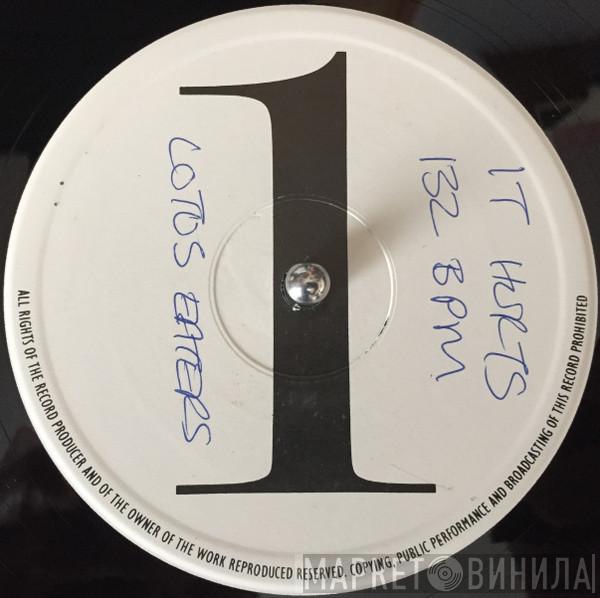 1
IT HURTS
132 BPM
LOTUS EATERS
ALL RIGHTS OF THE RECORD PRODUCER AND OF THE OWNER OF THE WORK REPRODUCED RESERVED. COPYING, PUBLIC PERFORMANCE AND BROADCASTING OF THIS RECORD PROHIBITED
МАРКЕТ ВИНИЛА